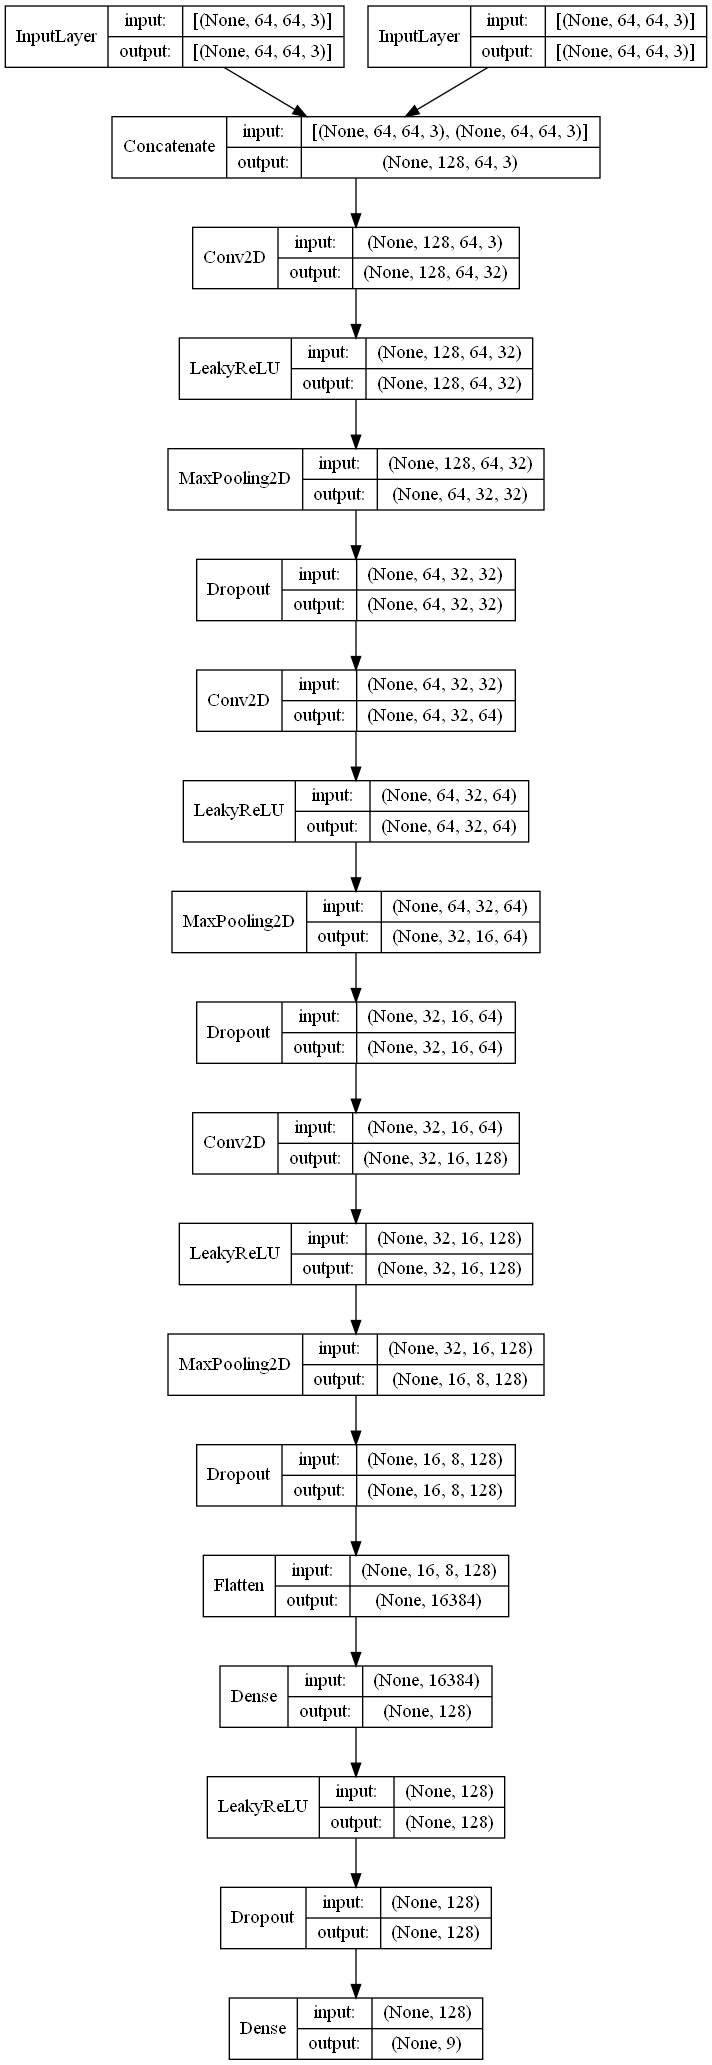 InputLayer input: [(None, 64, 64, 3)]
output: [(None, 64, 64, 3)]
InputLayer input: [(None, 64, 64, 3)]
output: [(None, 64, 64, 3)]
Concatenate input: [(None, 64, 64, 3), (None, 64, 64, 3)]
output: (None, 128, 64, 3)
Conv2D input: (None, 128, 64, 3)
output: (None, 128, 64, 32)
LeakyReLU input: (None, 128, 64, 32)
output: (None, 128, 64, 32)
MaxPooling2D input: (None, 128, 64, 32)
output: (None, 64, 32, 32)
Dropout input: (None, 64, 32, 32)
output: (None, 64, 32, 32)
Conv2D input: (None, 64, 32, 32)
output: (None, 64, 32, 64)
LeakyReLU input: (None, 64, 32, 64)
output: (None, 64, 32, 64)
MaxPooling2D input: (None, 64, 32, 64)
output: (None, 32, 16, 64)
Dropout input: (None, 32, 16, 64)
output: (None, 32, 16, 64)
Conv2D input: (None, 32, 16, 64)
output: (None, 32, 16, 128)
LeakyReLU input: (None, 32, 16, 128)
output: (None, 32, 16, 128)
MaxPooling2D input: (None, 32, 16, 128)
output: (None, 16, 8, 128)
Dropout input: (None, 16, 8, 128)
output: (None, 16, 8, 128)
Flatten input: (None, 16, 8, 128)
output: (None, 16384)
Dense input: (None, 16384)
output: (None, 128)
LeakyReLU input: (None, 128)
output: (None, 128)
Dropout input: (None, 128)
output: (None, 128)
Dense input: (None, 128)
output: (None, 9)